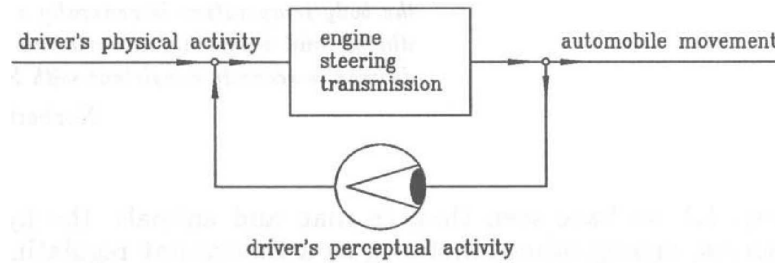 driver's physical activity
engine
steering
transmission
automobile movement
driver's perceptual activity